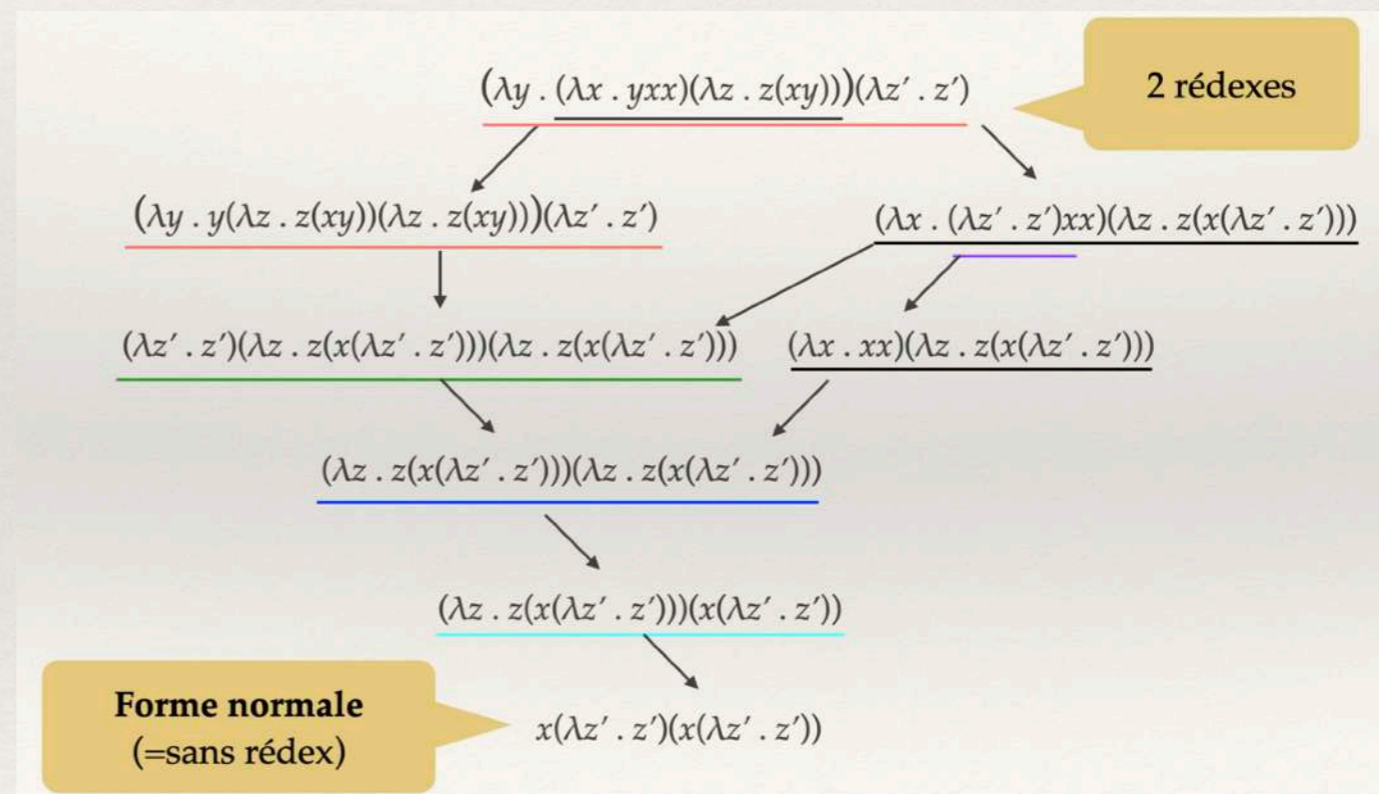 (λy . (λx . yxx)(λz . z(xy)))(λz′ . z′)
2 rédexes
(λy . y(λz . z(xy))(λz . z(xy)))(λz′ . z′)
(λx . (λz′ . z′)xx)(λz . z(x(λz′ . z′)))
(λz′ . z′)(λz . z(x(λz′ . z′)))(λz . z(x(λz′ . z′)))
(λx . xx)(λz . z(x(λz′ . z′)))
(λz . z(x(λz′ . z′)))(λz . z(x(λz′ . z′)))
(λz . z(x(λz′ . z′)))(x(λz′ . z′))
Forme normale
(=sans rédex)
x(λz′ . z′)(x(λz′ . z′))